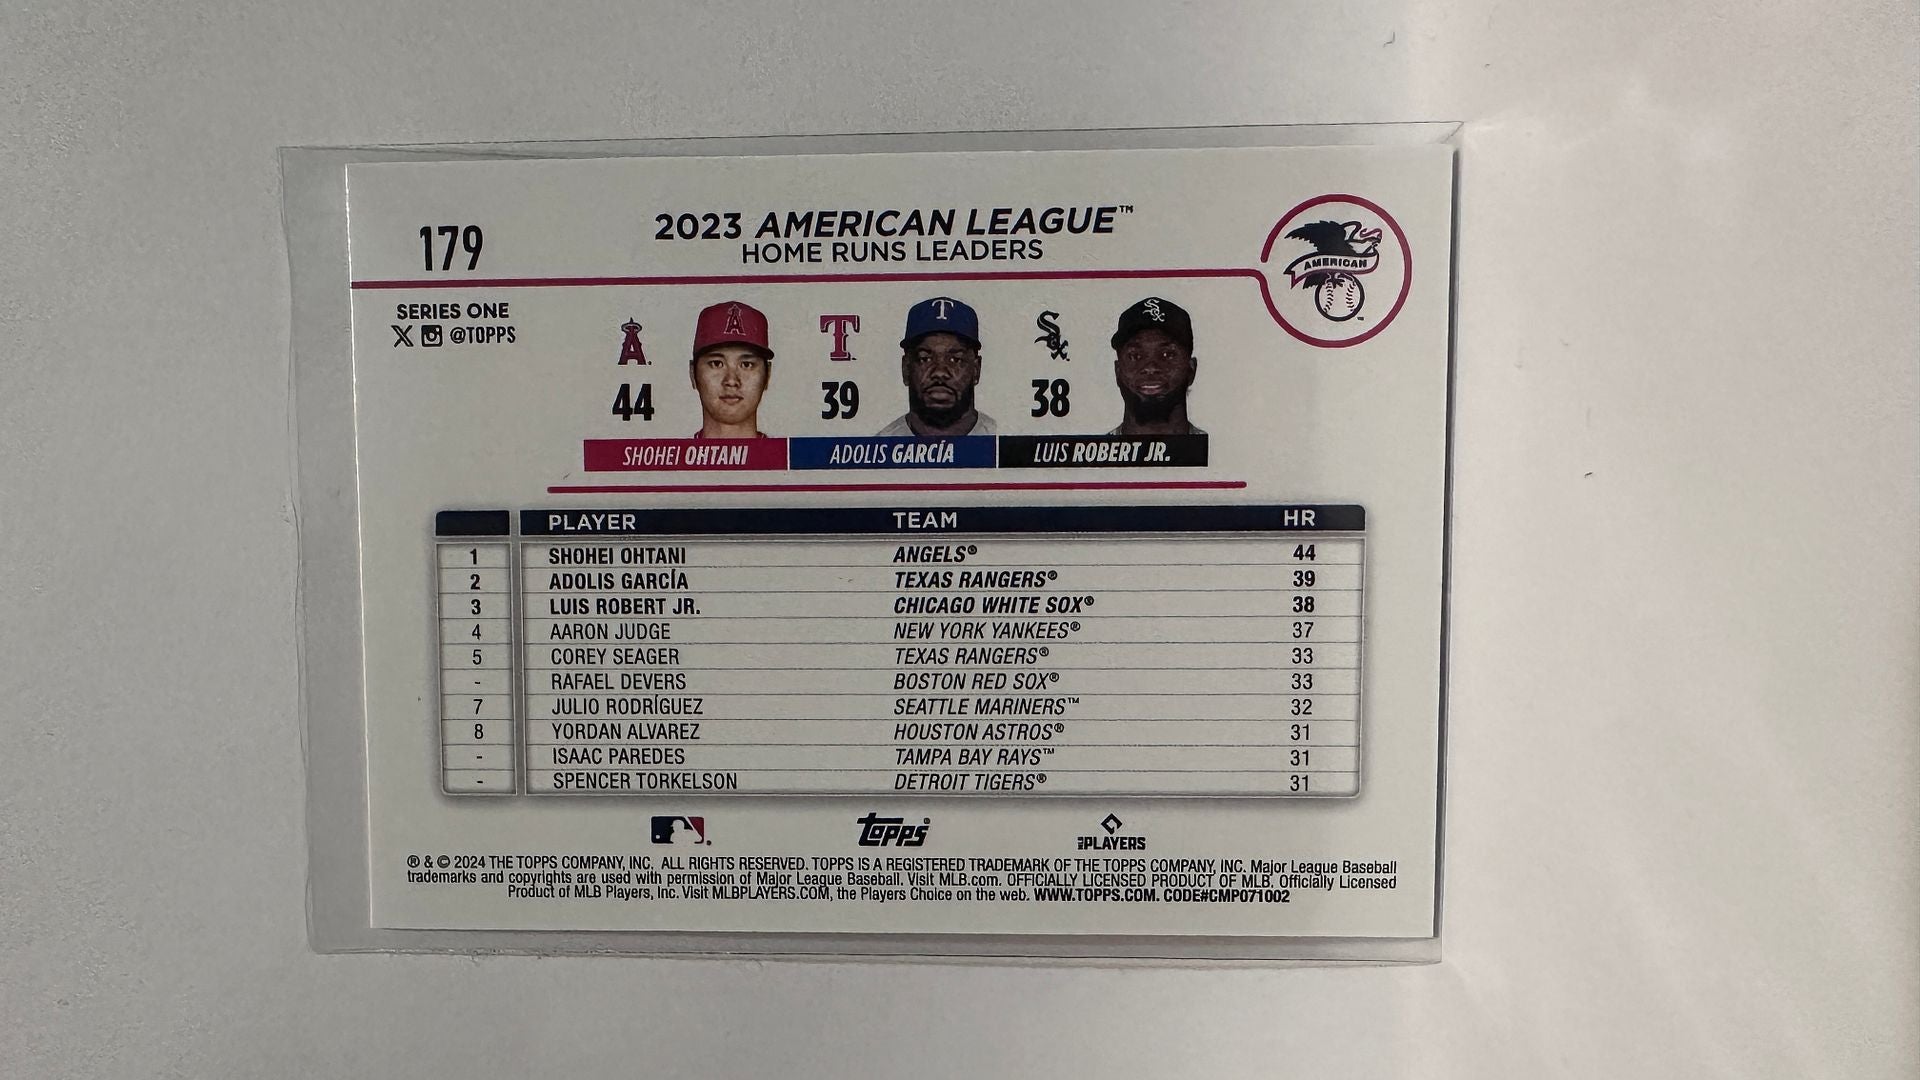 179
2023 AMERICAN LEAGUE™
HOME RUNS LEADERS
AMERICAN
SERIES ONE
@TOPPS
A
44
T
39
Sox
38
SHOHEI OHTANI
ADOLIS GARCÍA
LUIS ROBERT JR.
PLAYER TEAM HR
1 SHOHEI OHTANI ANGELS® 44
2 ADOLIS GARCÍA TEXAS RANGERS® 39
3 LUIS ROBERT JR. CHICAGO WHITE SOX® 38
4 AARON JUDGE NEW YORK YANKEES® 37
5 COREY SEAGER TEXAS RANGERS® 33
- RAFAEL DEVERS BOSTON RED SOX® 33
7 JULIO RODRÍGUEZ SEATTLE MARINERS™ 32
8 YORDAN ALVAREZ HOUSTON ASTROS® 31
- ISAAC PAREDES TAMPA BAY RAYS™ 31
- SPENCER TORKELSON DETROIT TIGERS® 31
topps® MLBPLAYERS
® & © 2024 THE TOPPS COMPANY, INC. ALL RIGHTS RESERVED. TOPPS IS A REGISTERED TRADEMARK OF THE TOPPS COMPANY, INC. Major League Baseball
trademarks and copyrights are used with permission of Major League Baseball. Visit MLB.com. OFFICIALLY LICENSED PRODUCT OF MLB. Officially Licensed
Product of MLB Players, Inc. Visit MLBPLAYERS.COM, the Players Choice on the web. WWW.TOPPS.COM. CODE#CMP071002